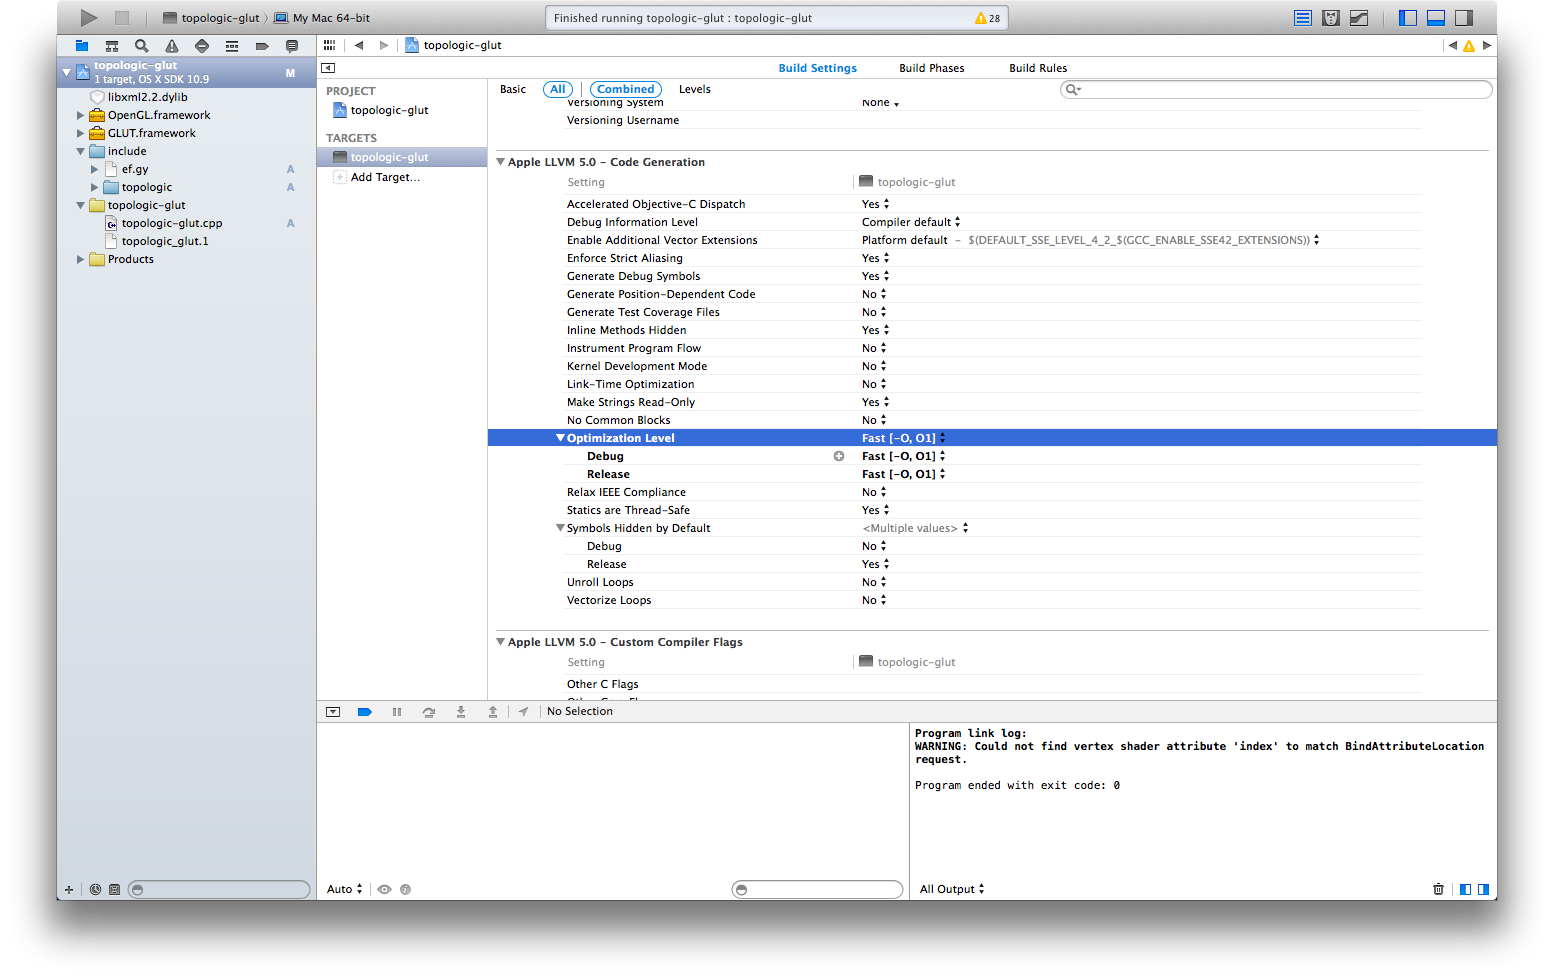 topologic-glut › My Mac 64-bit
Finished running topologic-glut : topologic-glut
28
topologic-glut
topologic-glut
1 target, OS X SDK 10.9
M
libxml2.2.dylib
OpenGL.framework
GLUT.framework
include
ef.gy
A
topologic
A
topologic-glut
topologic-glut.cpp
A
topologic_glut.1
Products
Build Settings
Build Phases
Build Rules
PROJECT
topologic-glut
TARGETS
topologic-glut
Add Target...
Basic
All
Combined
Levels
Versioning System
None
Versioning Username
Apple LLVM 5.0 - Code Generation
Setting
topologic-glut
Accelerated Objective-C Dispatch
Yes
Debug Information Level
Compiler default
Enable Additional Vector Extensions
Platform default - $(DEFAULT_SSE_LEVEL_4_2_$(GCC_ENABLE_SSE42_EXTENSIONS))
Enforce Strict Aliasing
Yes
Generate Debug Symbols
Yes
Generate Position-Dependent Code
No
Generate Test Coverage Files
No
Inline Methods Hidden
Yes
Instrument Program Flow
No
Kernel Development Mode
No
Link-Time Optimization
No
Make Strings Read-Only
Yes
No Common Blocks
No
Optimization Level
Fast [-O, O1]
Debug
Fast [-O, O1]
Release
Fast [-O, O1]
Relax IEEE Compliance
No
Statics are Thread-Safe
Yes
Symbols Hidden by Default
<Multiple values>
Debug
No
Release
Yes
Unroll Loops
No
Vectorize Loops
No
Apple LLVM 5.0 - Custom Compiler Flags
Setting
topologic-glut
Other C Flags
No Selection
Program link log:
WARNING: Could not find vertex shader attribute 'index' to match BindAttributeLocation
request.
Program ended with exit code: 0
Auto
All Output